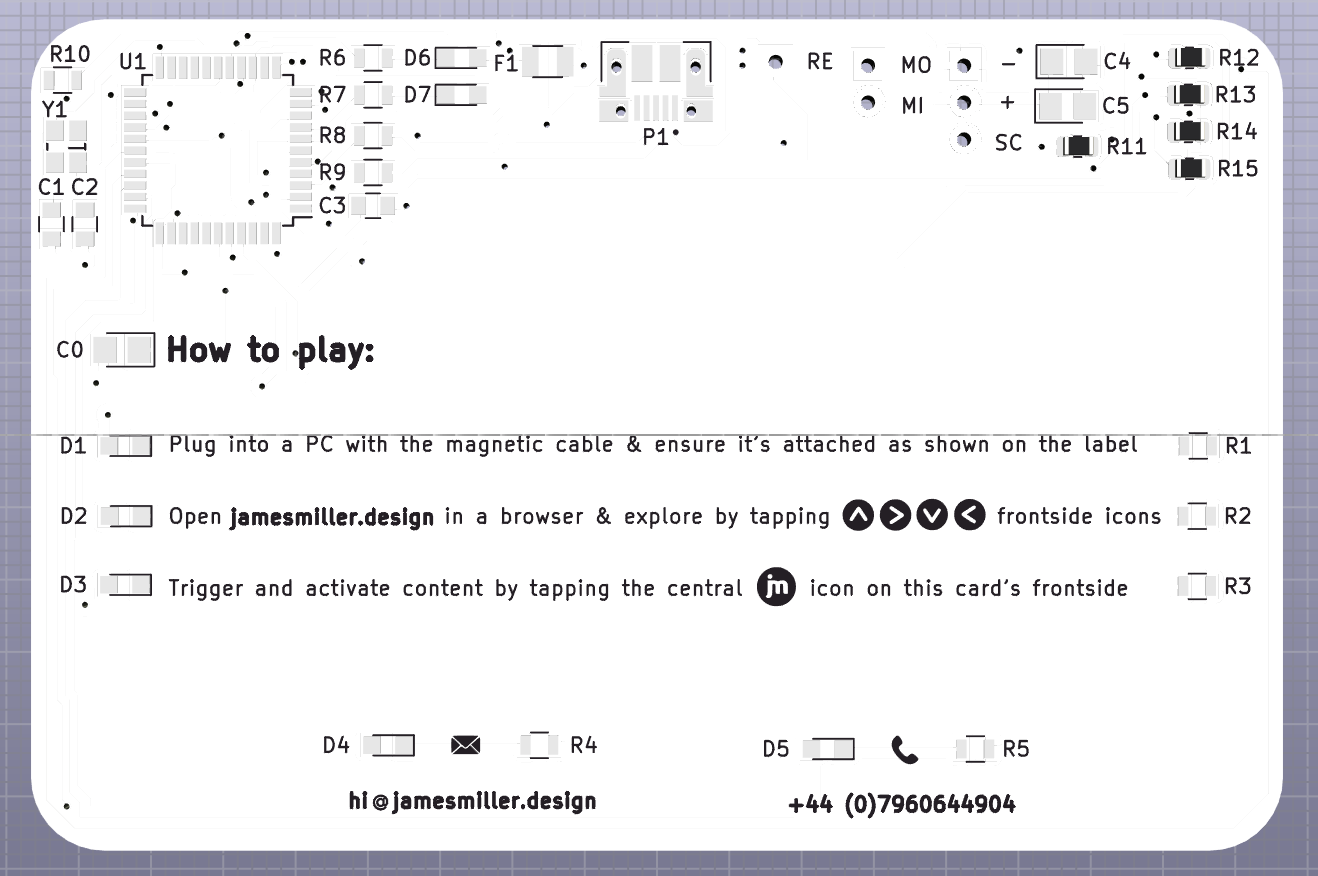 R10 U1 R6 D6 F1 RE MO − C4 R12
R7 D7 MI + C5 R13
Y1 R8 P1 SC R11 R14
R9 R15
C1 C2 C3
C0 How to play:
D1 Plug into a PC with the magnetic cable & ensure it's attached as shown on the label R1
D2 Open jamesmiller.design in a browser & explore by tapping frontside icons R2
D3 Trigger and activate content by tapping the central jm icon on this card's frontside R3
D4 R4 D5 R5
hi@jamesmiller.design +44 (0)7960644904